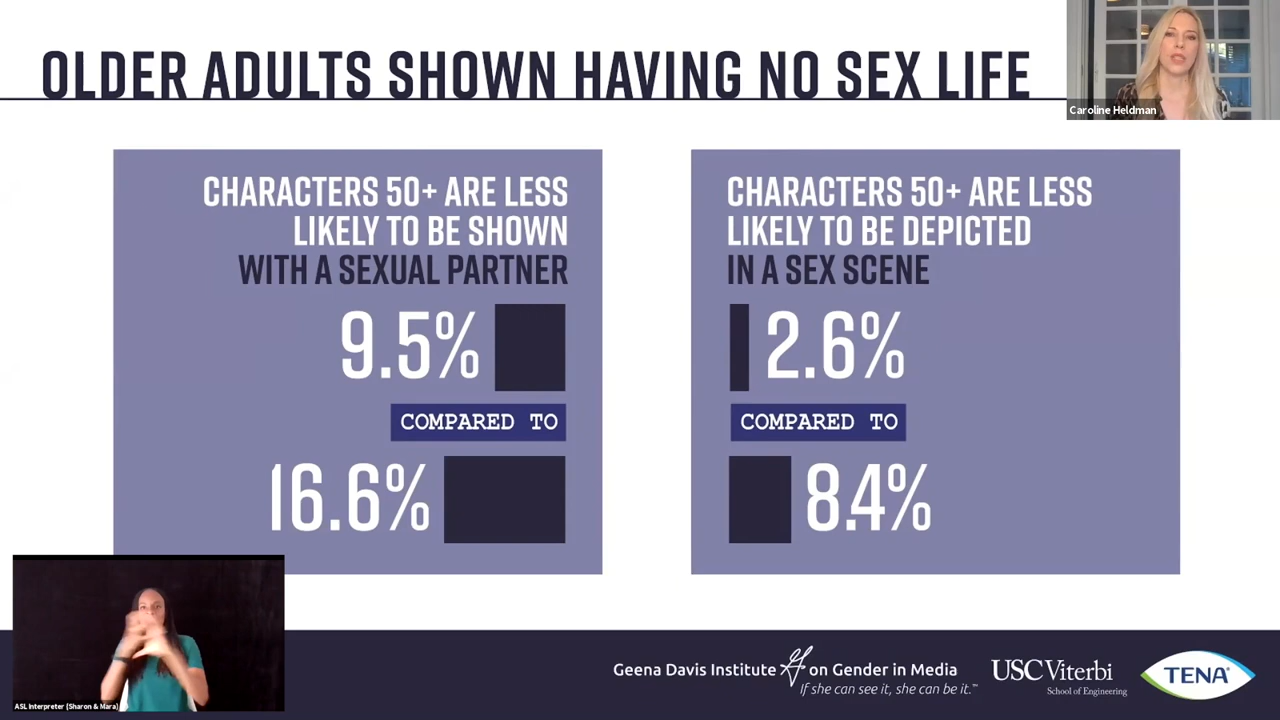 OLDER ADULTS SHOWN HAVING NO SEX LIFE
Caroline Heldman
CHARACTERS 50+ ARE LESS
LIKELY TO BE SHOWN
WITH A SEXUAL PARTNER
9.5%
COMPARED TO
16.6%
CHARACTERS 50+ ARE LESS
LIKELY TO BE DEPICTED
IN A SEX SCENE
2.6%
COMPARED TO
8.4%
ASL Interpreter (Sharon & Mara)
Geena Davis Institute on Gender in Media
If she can see it, she can be it.™
USC Viterbi
School of Engineering
TENA®